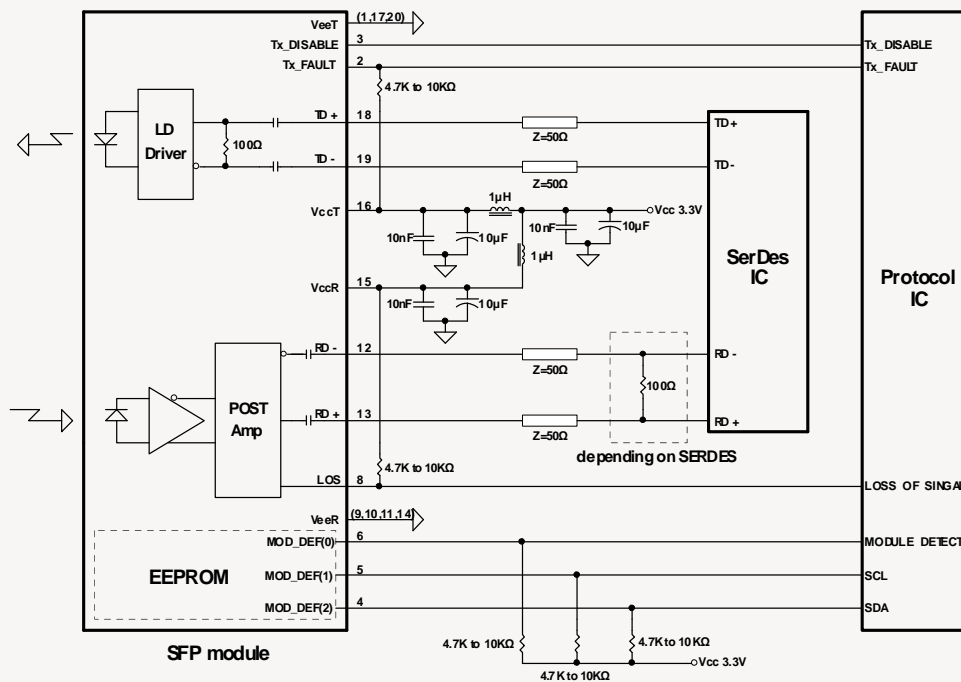 VeeT (1,17,20)
Tx_DISABLE 3 Tx_DISABLE
Tx_FAULT 2 Tx_FAULT
4.7K to 10KΩ
LD
Driver
100Ω
TD+ 18 Z=50Ω TD+
TD- 19 Z=50Ω TD-
VccT 16
1µH
Vcc 3.3V
10nF 10µF 10nF 10µF
1µH
SerDes
IC
Protocol
IC
VccR 15
10nF 10µF
RD - 12 Z=50Ω RD -
POST
Amp
100Ω
RD+ 13 Z=50Ω RD+
depending on SERDES
4.7K to 10KΩ
LOS 8 LOSS OF SINGAL
VeeR (9,10,11,14)
EEPROM
MOD_DEF(0) 6 MODULE DETECT
MOD_DEF(1) 5 SCL
MOD_DEF(2) 4 SDA
4.7K to 10KΩ 4.7K to 10KΩ
4.7K to 10KΩ
Vcc 3.3V
SFP module